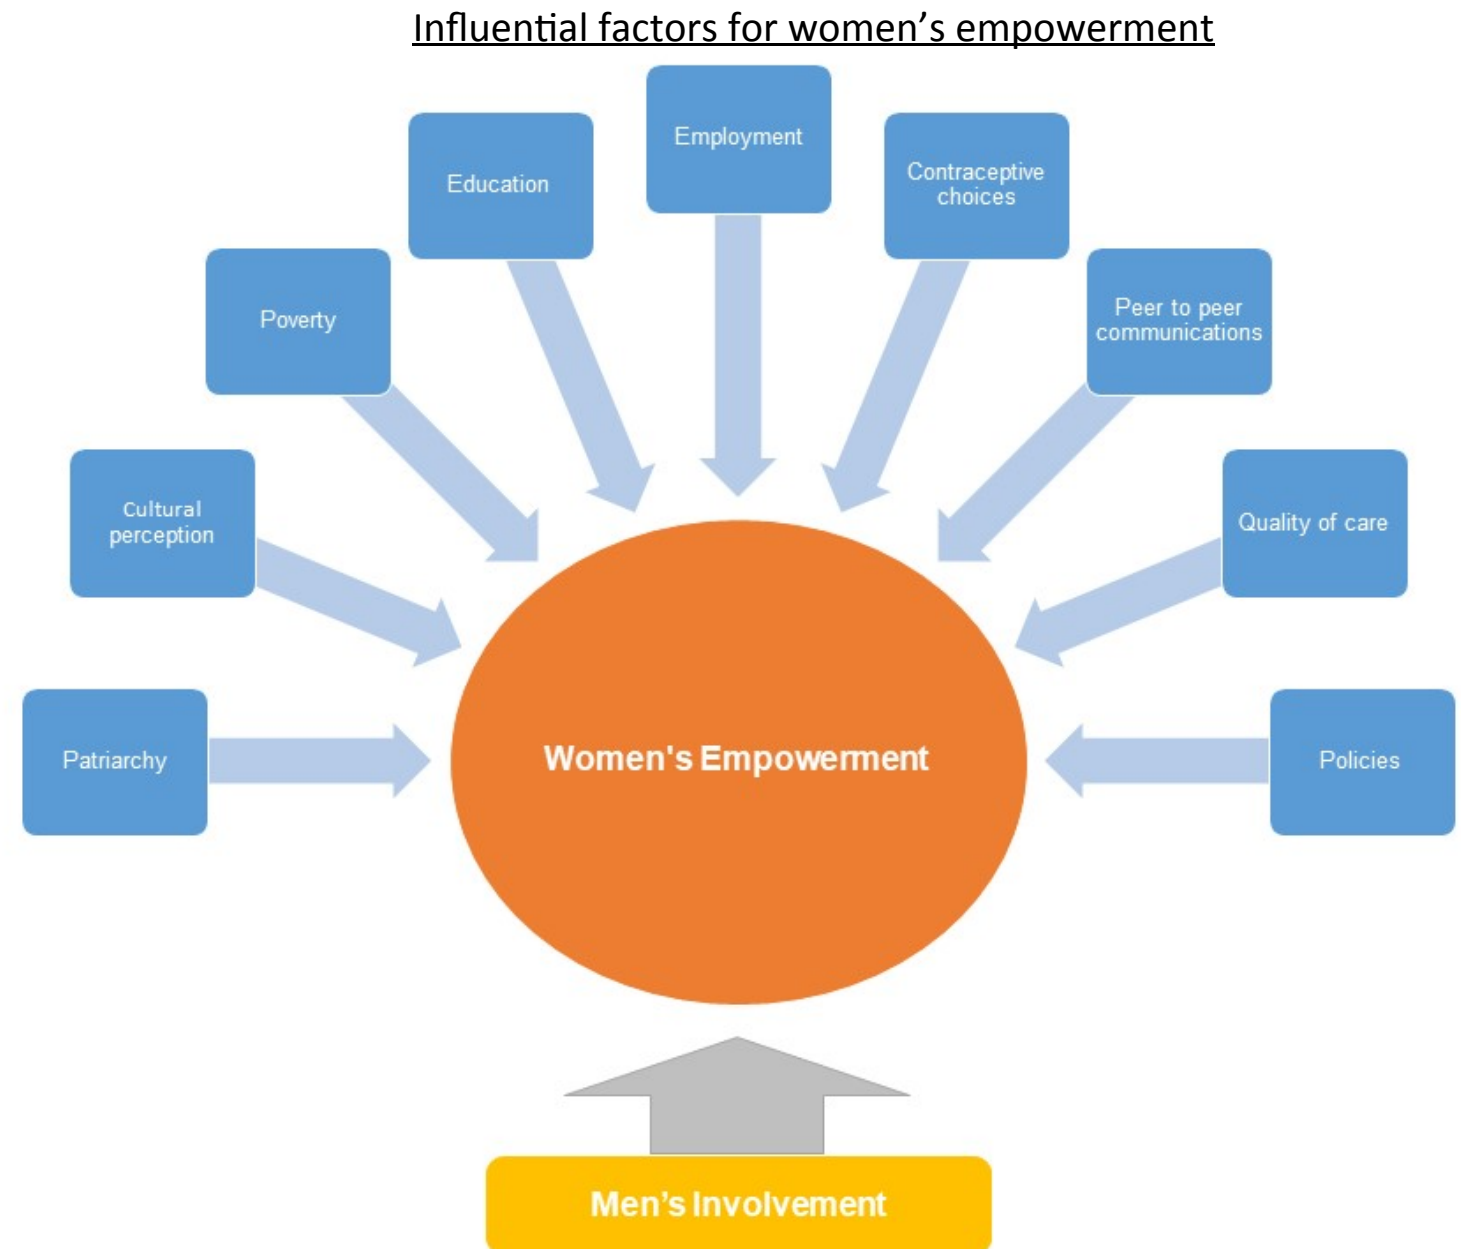 Influential factors for women’s empowerment
Employment
Education
Contraceptive
choices
Poverty
Peer to peer
communications
Cultural
perception
Quality of care
Patriarchy
Women's Empowerment
Policies
Men’s Involvement